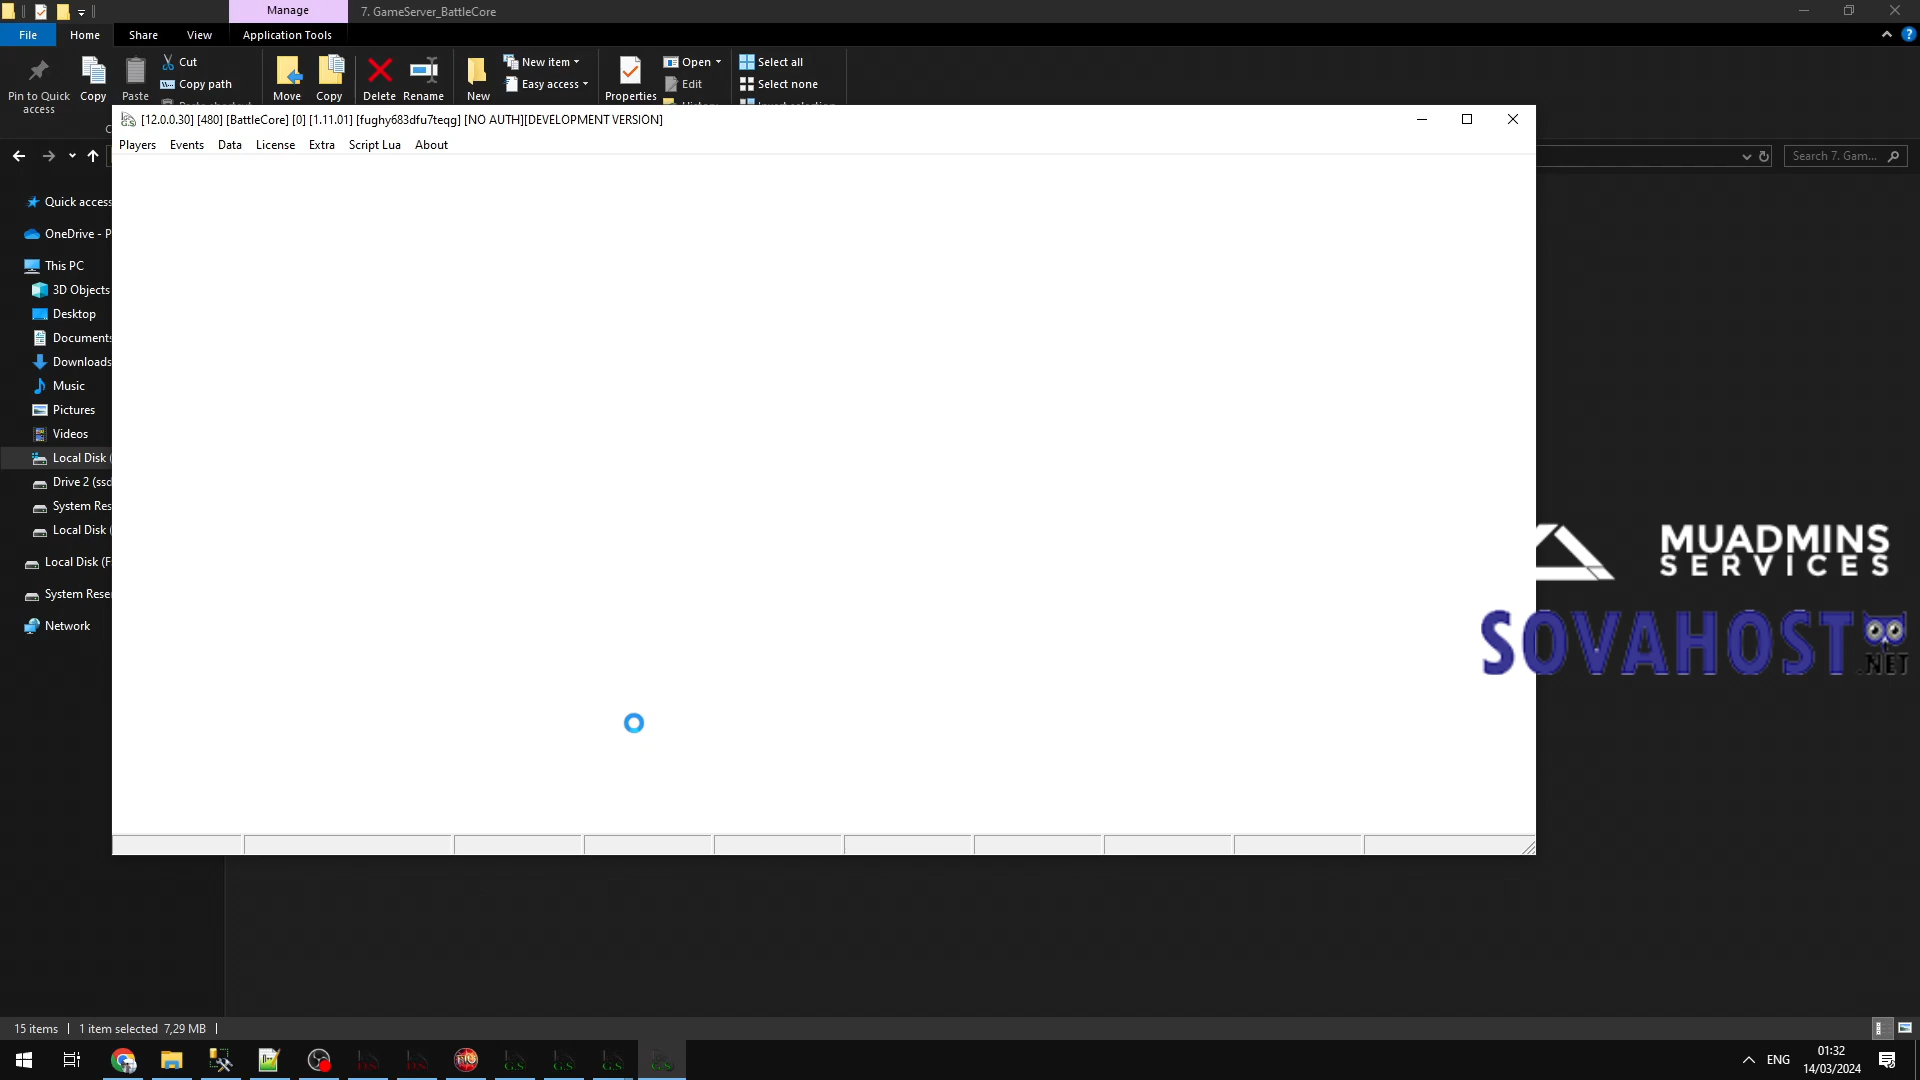 Manage
7. GameServer_BattleCore
File
Home
Share
View
Application Tools
Pin to Quick access
Copy
Paste
Cut
Copy path
Move
Copy
Delete
Rename
New
New item
Easy access
Properties
Open
Edit
Select all
Select none
[12.0.0.30] [480] [BattleCore] [0] [1.11.01] [fughy683dfu7teqg] [NO AUTH][DEVELOPMENT VERSION]
Players
Events
Data
License
Extra
Script Lua
About
Search 7. Gam...
Quick access
OneDrive - P
This PC
3D Objects
Desktop
Documents
Downloads
Music
Pictures
Videos
Local Disk (
Drive 2 (ssd
System Res
Local Disk (
Local Disk (F
System Rese
Network
MUADMINS
SERVICES
SOVAHOST
.NET
15 items
1 item selected 7,29 MB
ENG
01:32
14/03/2024